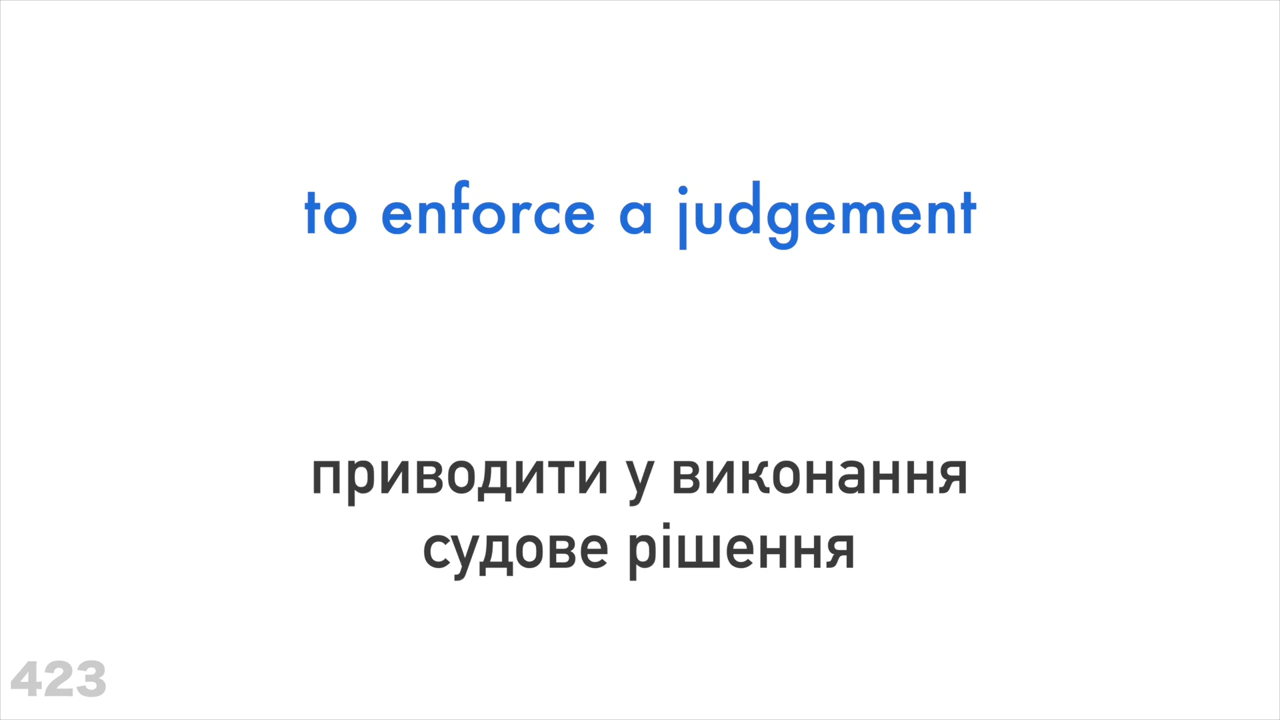 to enforce a judgement
приводити у виконання
судове рішення
423